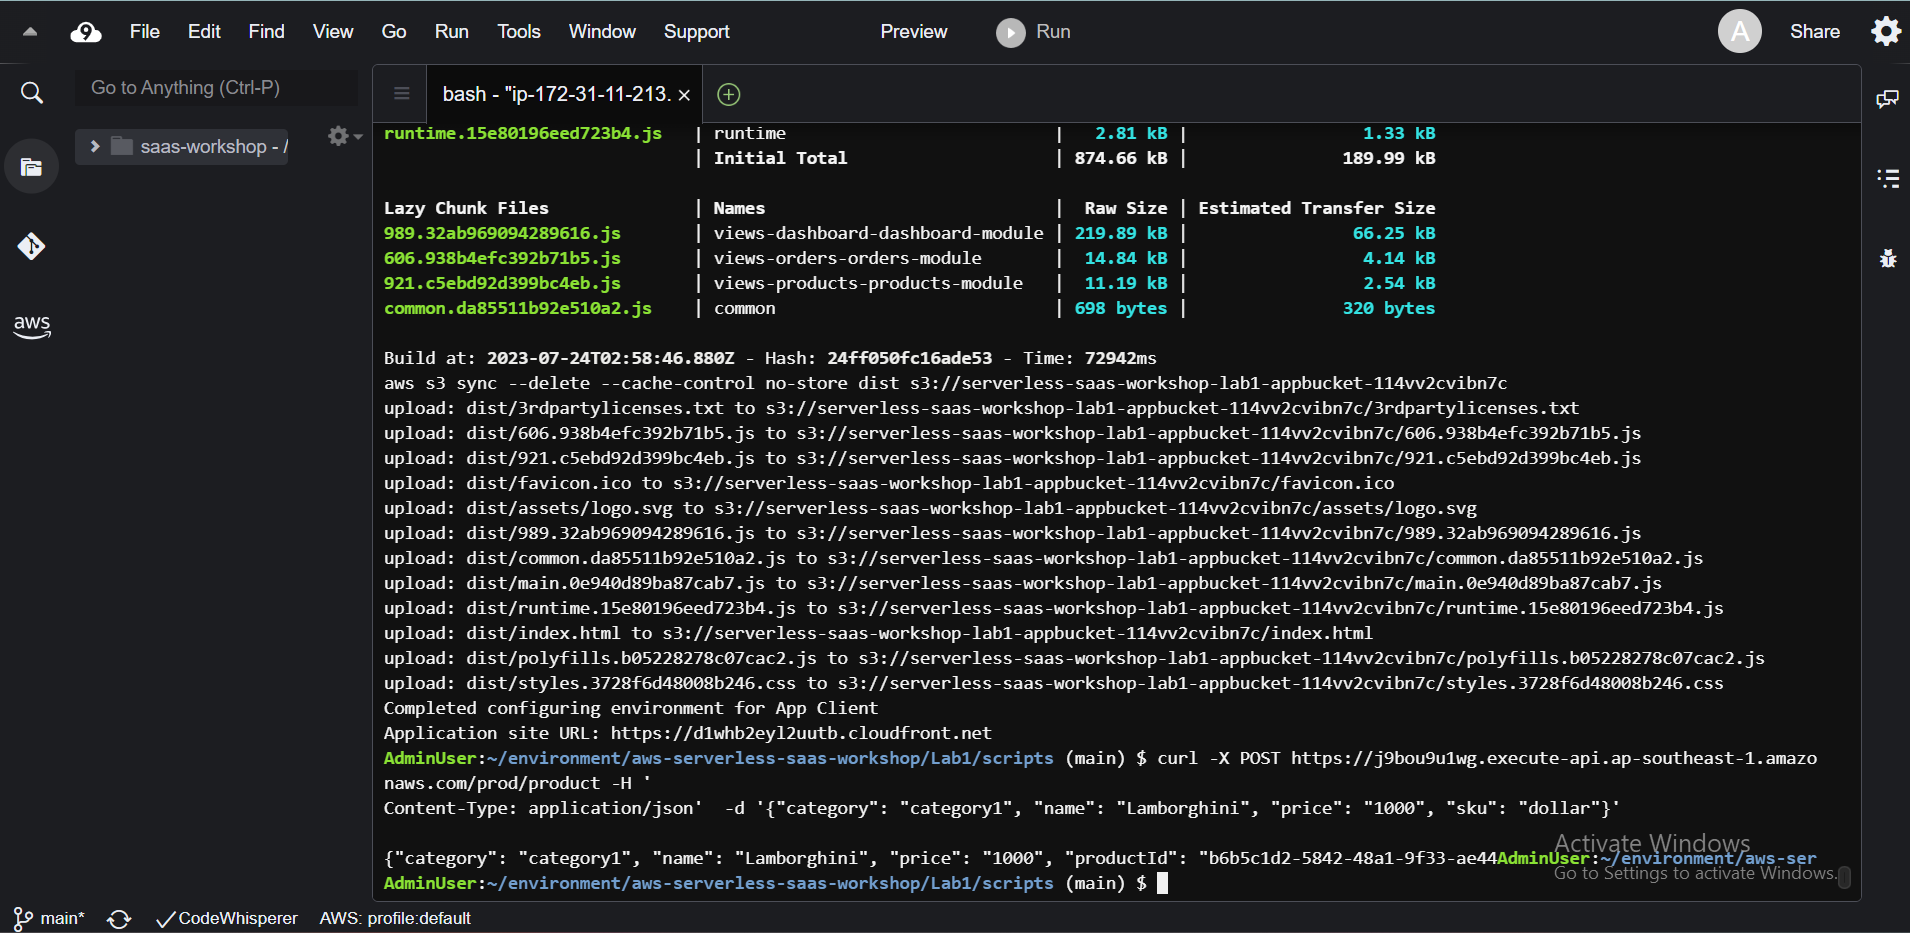 File Edit Find View Go Run Tools Window Support Preview Run A Share
Go to Anything (Ctrl-P)
bash - "ip-172-31-11-213.
saas-workshop - /
aws
runtime.15e80196eed723b4.js | runtime | 2.81 kB | 1.33 kB
| Initial Total | 874.66 kB | 189.99 kB
Lazy Chunk Files | Names | Raw Size | Estimated Transfer Size
989.32ab969094289616.js | views-dashboard-dashboard-module | 219.89 kB | 66.25 kB
606.938b4efc392b71b5.js | views-orders-orders-module | 14.84 kB | 4.14 kB
921.c5ebd92d399bc4eb.js | views-products-products-module | 11.19 kB | 2.54 kB
common.da85511b92e510a2.js | common | 698 bytes | 320 bytes
Build at: 2023-07-24T02:58:46.880Z - Hash: 24ff050fc16ade53 - Time: 72942ms
aws s3 sync --delete --cache-control no-store dist s3://serverless-saas-workshop-lab1-appbucket-114vv2cvibn7c
upload: dist/3rdpartylicenses.txt to s3://serverless-saas-workshop-lab1-appbucket-114vv2cvibn7c/3rdpartylicenses.txt
upload: dist/606.938b4efc392b71b5.js to s3://serverless-saas-workshop-lab1-appbucket-114vv2cvibn7c/606.938b4efc392b71b5.js
upload: dist/921.c5ebd92d399bc4eb.js to s3://serverless-saas-workshop-lab1-appbucket-114vv2cvibn7c/921.c5ebd92d399bc4eb.js
upload: dist/favicon.ico to s3://serverless-saas-workshop-lab1-appbucket-114vv2cvibn7c/favicon.ico
upload: dist/assets/logo.svg to s3://serverless-saas-workshop-lab1-appbucket-114vv2cvibn7c/assets/logo.svg
upload: dist/989.32ab969094289616.js to s3://serverless-saas-workshop-lab1-appbucket-114vv2cvibn7c/989.32ab969094289616.js
upload: dist/common.da85511b92e510a2.js to s3://serverless-saas-workshop-lab1-appbucket-114vv2cvibn7c/common.da85511b92e510a2.js
upload: dist/main.0e940d89ba87cab7.js to s3://serverless-saas-workshop-lab1-appbucket-114vv2cvibn7c/main.0e940d89ba87cab7.js
upload: dist/runtime.15e80196eed723b4.js to s3://serverless-saas-workshop-lab1-appbucket-114vv2cvibn7c/runtime.15e80196eed723b4.js
upload: dist/index.html to s3://serverless-saas-workshop-lab1-appbucket-114vv2cvibn7c/index.html
upload: dist/polyfills.b05228278c07cac2.js to s3://serverless-saas-workshop-lab1-appbucket-114vv2cvibn7c/polyfills.b05228278c07cac2.js
upload: dist/styles.3728f6d48008b246.css to s3://serverless-saas-workshop-lab1-appbucket-114vv2cvibn7c/styles.3728f6d48008b246.css
Completed configuring environment for App Client
Application site URL: https://d1whb2eyl2uutb.cloudfront.net
AdminUser:~/environment/aws-serverless-saas-workshop/Lab1/scripts (main) $ curl -X POST https://j9bou9u1wg.execute-api.ap-southeast-1.amazo
naws.com/prod/product -H '
Content-Type: application/json'  -d '{"category": "category1", "name": "Lamborghini", "price": "1000", "sku": "dollar"}'
{"category": "category1", "name": "Lamborghini", "price": "1000", "productId": "b6b5c1d2-5842-48a1-9f33-ae44AdminUser:~/environment/aws-ser
AdminUser:~/environment/aws-serverless-saas-workshop/Lab1/scripts (main) $
Activate Windows
Go to Settings to activate Windows.
main* CodeWhisperer AWS: profile:default